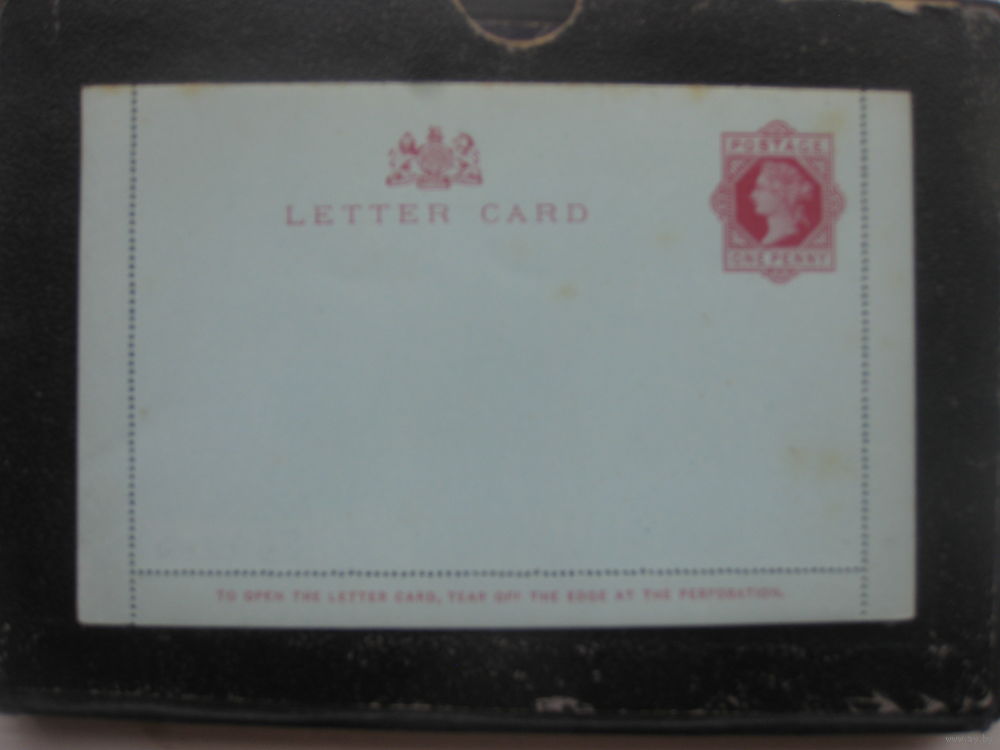 POSTAGE
LETTER CARD
ONE PENNY
TO OPEN THE LETTER CARD, TEAR OFF THE EDGE AT THE PERFORATION.